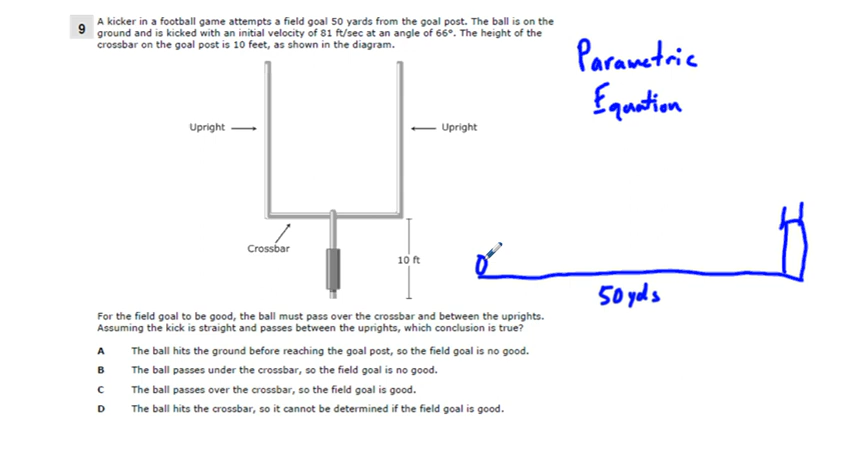 9
A kicker in a football game attempts a field goal 50 yards from the goal post. The ball is on the
ground and is kicked with an initial velocity of 81 ft/sec at an angle of 66°. The height of the
crossbar on the goal post is 10 feet, as shown in the diagram.
Parametric
Equation
Upright
Upright
Crossbar
10 ft
50 yds
For the field goal to be good, the ball must pass over the crossbar and between the uprights.
Assuming the kick is straight and passes between the uprights, which conclusion is true?
A The ball hits the ground before reaching the goal post, so the field goal is no good.
B The ball passes under the crossbar, so the field goal is no good.
C The ball passes over the crossbar, so the field goal is good.
D The ball hits the crossbar, so it cannot be determined if the field goal is good.